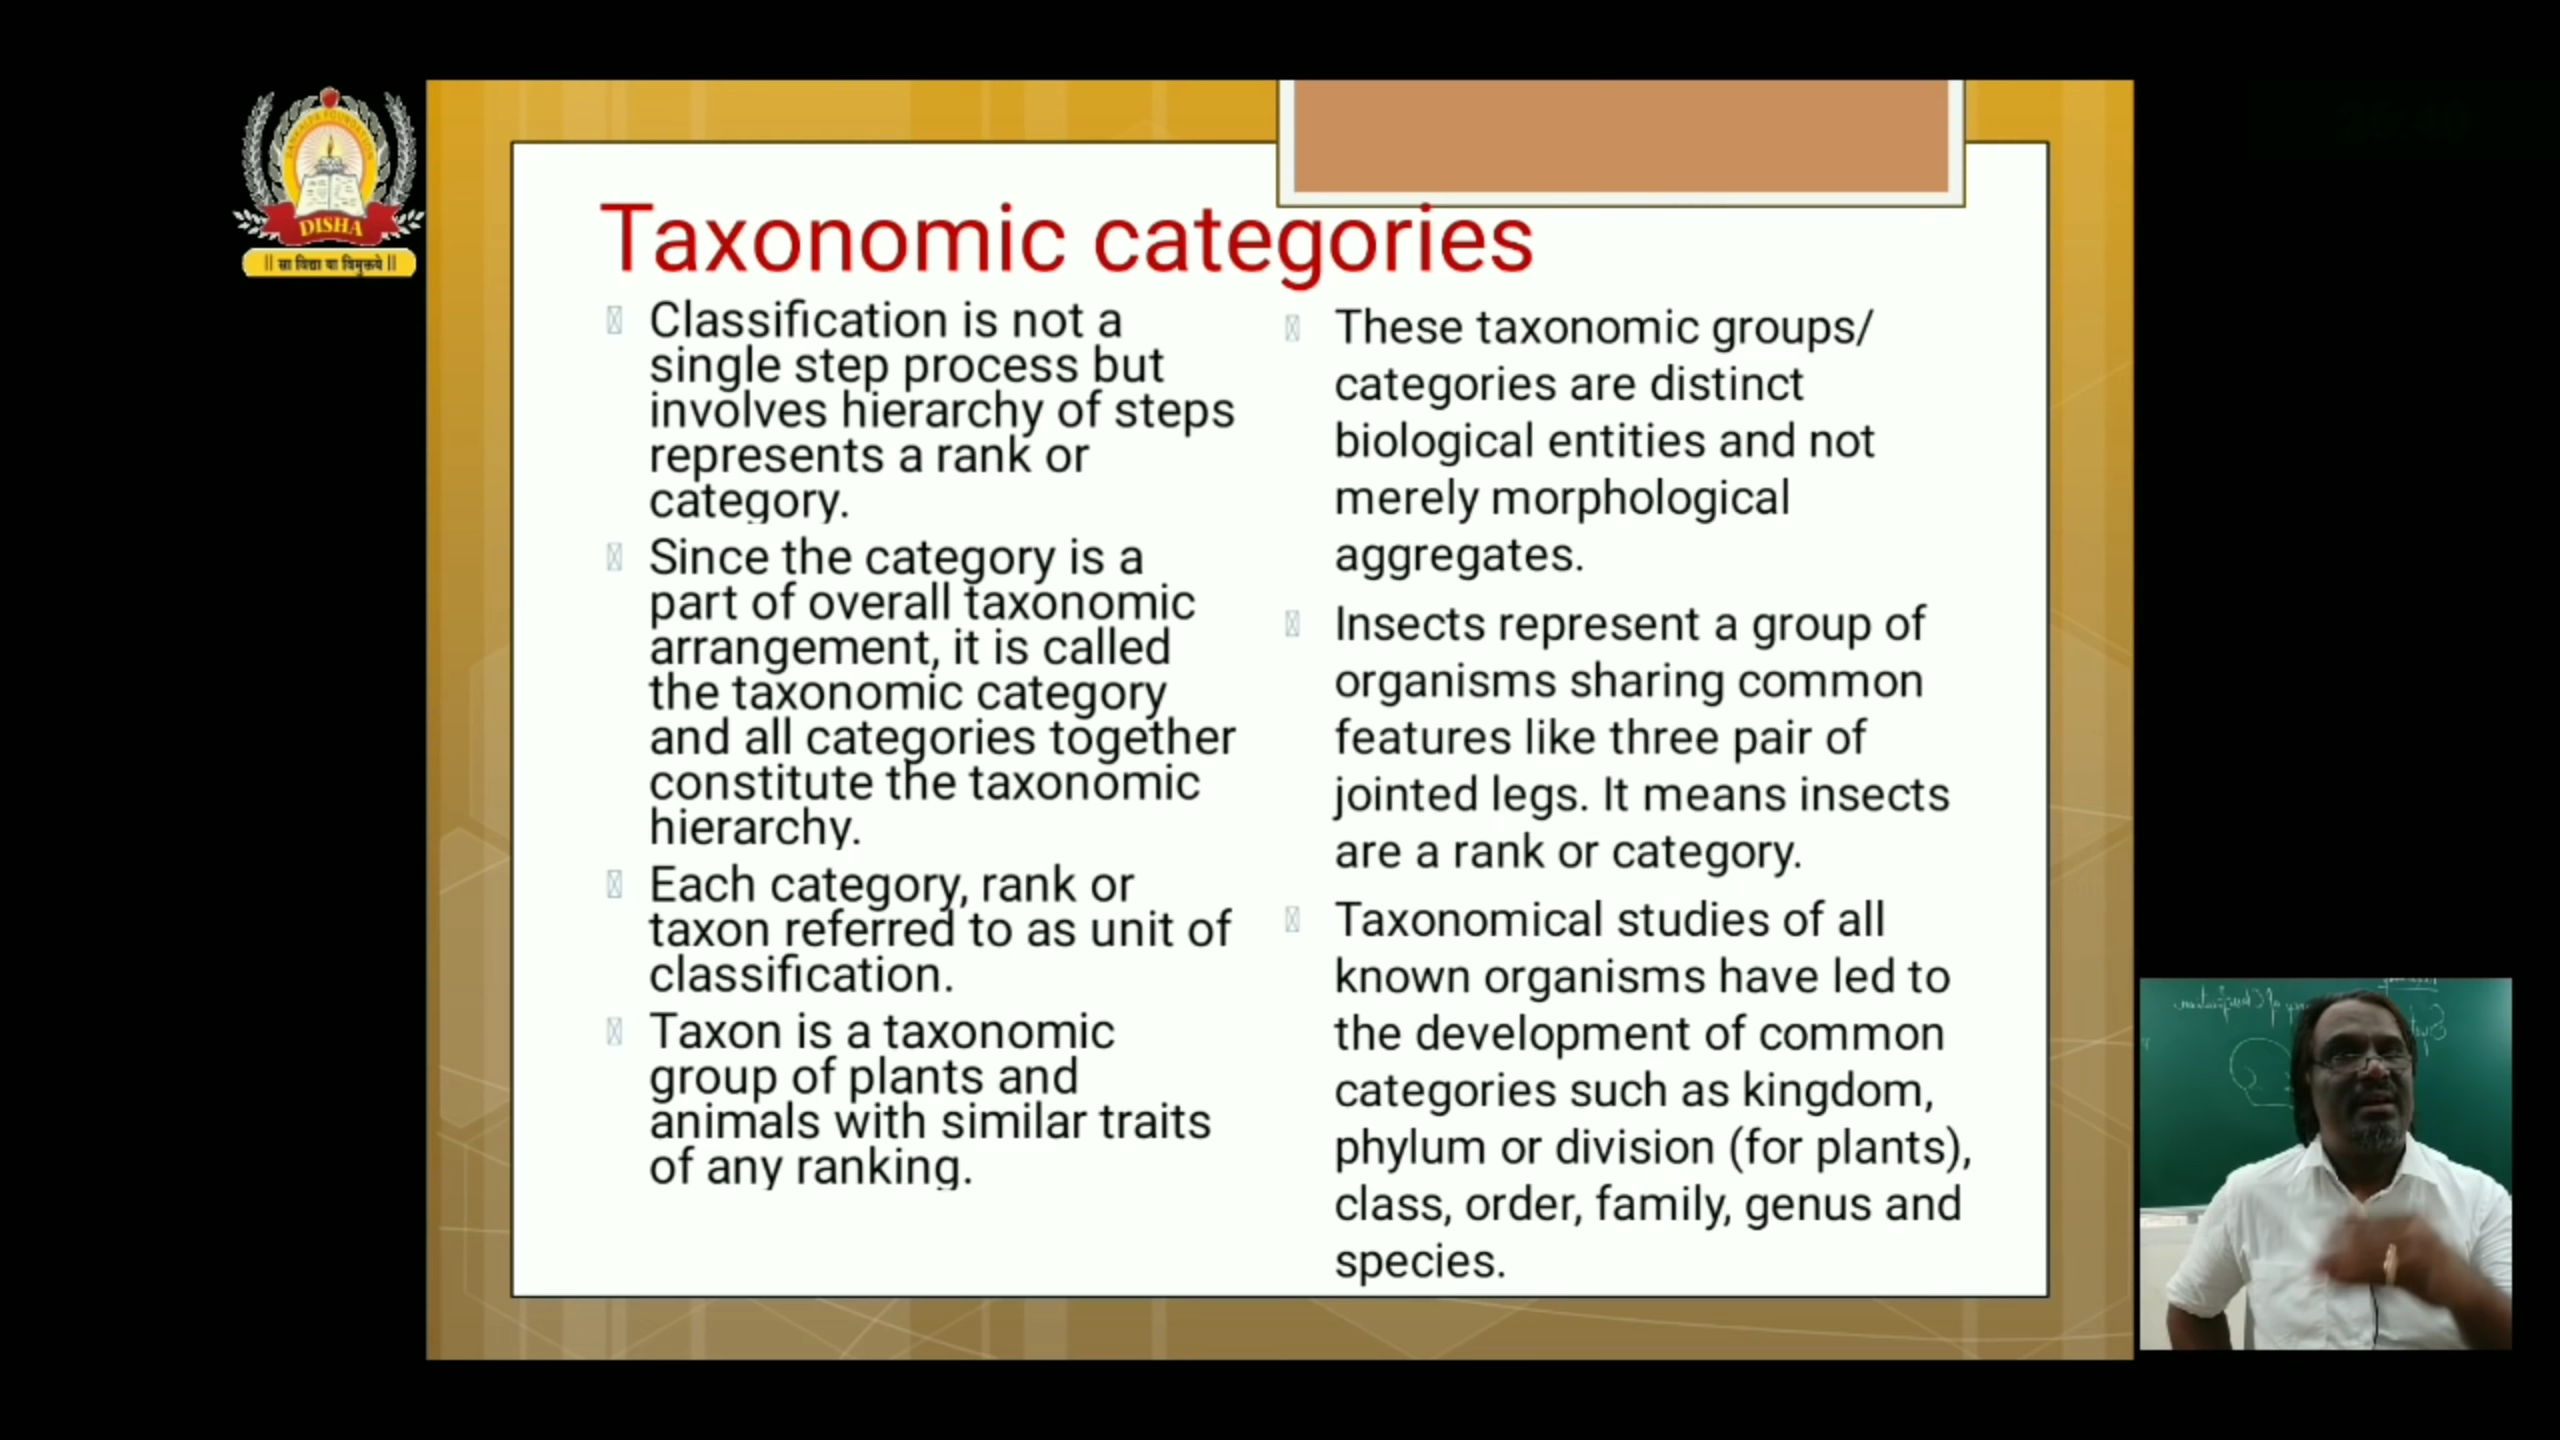 DISHA
|| सा विद्या या विमुक्तये ||
Taxonomic categories
Classification is not a
single step process but
involves hierarchy of steps
represents a rank or
category.
Since the category is a
part of overall taxonomic
arrangement, it is called
the taxonomic category
and all categories together
constitute the taxonomic
hierarchy.
Each category, rank or
taxon referred to as unit of
classification.
Taxon is a taxonomic
group of plants and
animals with similar traits
of any ranking.
These taxonomic groups/
categories are distinct
biological entities and not
merely morphological
aggregates.
Insects represent a group of
organisms sharing common
features like three pair of
jointed legs. It means insects
are a rank or category.
Taxonomical studies of all
known organisms have led to
the development of common
categories such as kingdom,
phylum or division (for plants),
class, order, family, genus and
species.